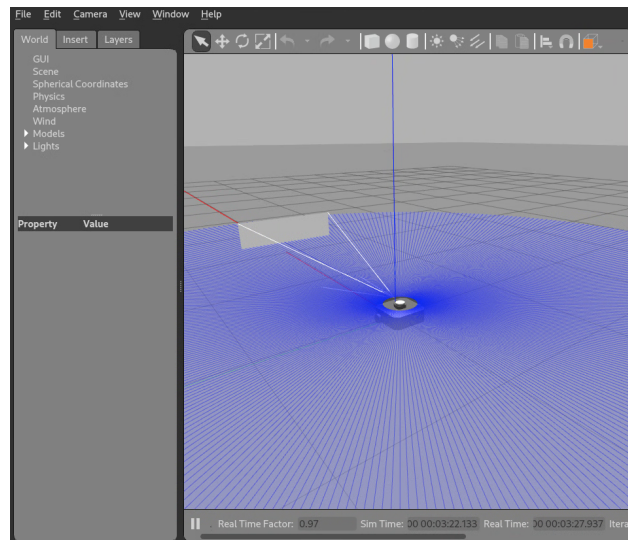 File Edit Camera View Window Help
World Insert Layers
GUI
Scene
Spherical Coordinates
Physics
Atmosphere
Wind
Models
Lights
Property Value
Real Time Factor: 0.97 Sim Time: 00 00:03:22.133 Real Time: 00 00:03:27.937 Itera